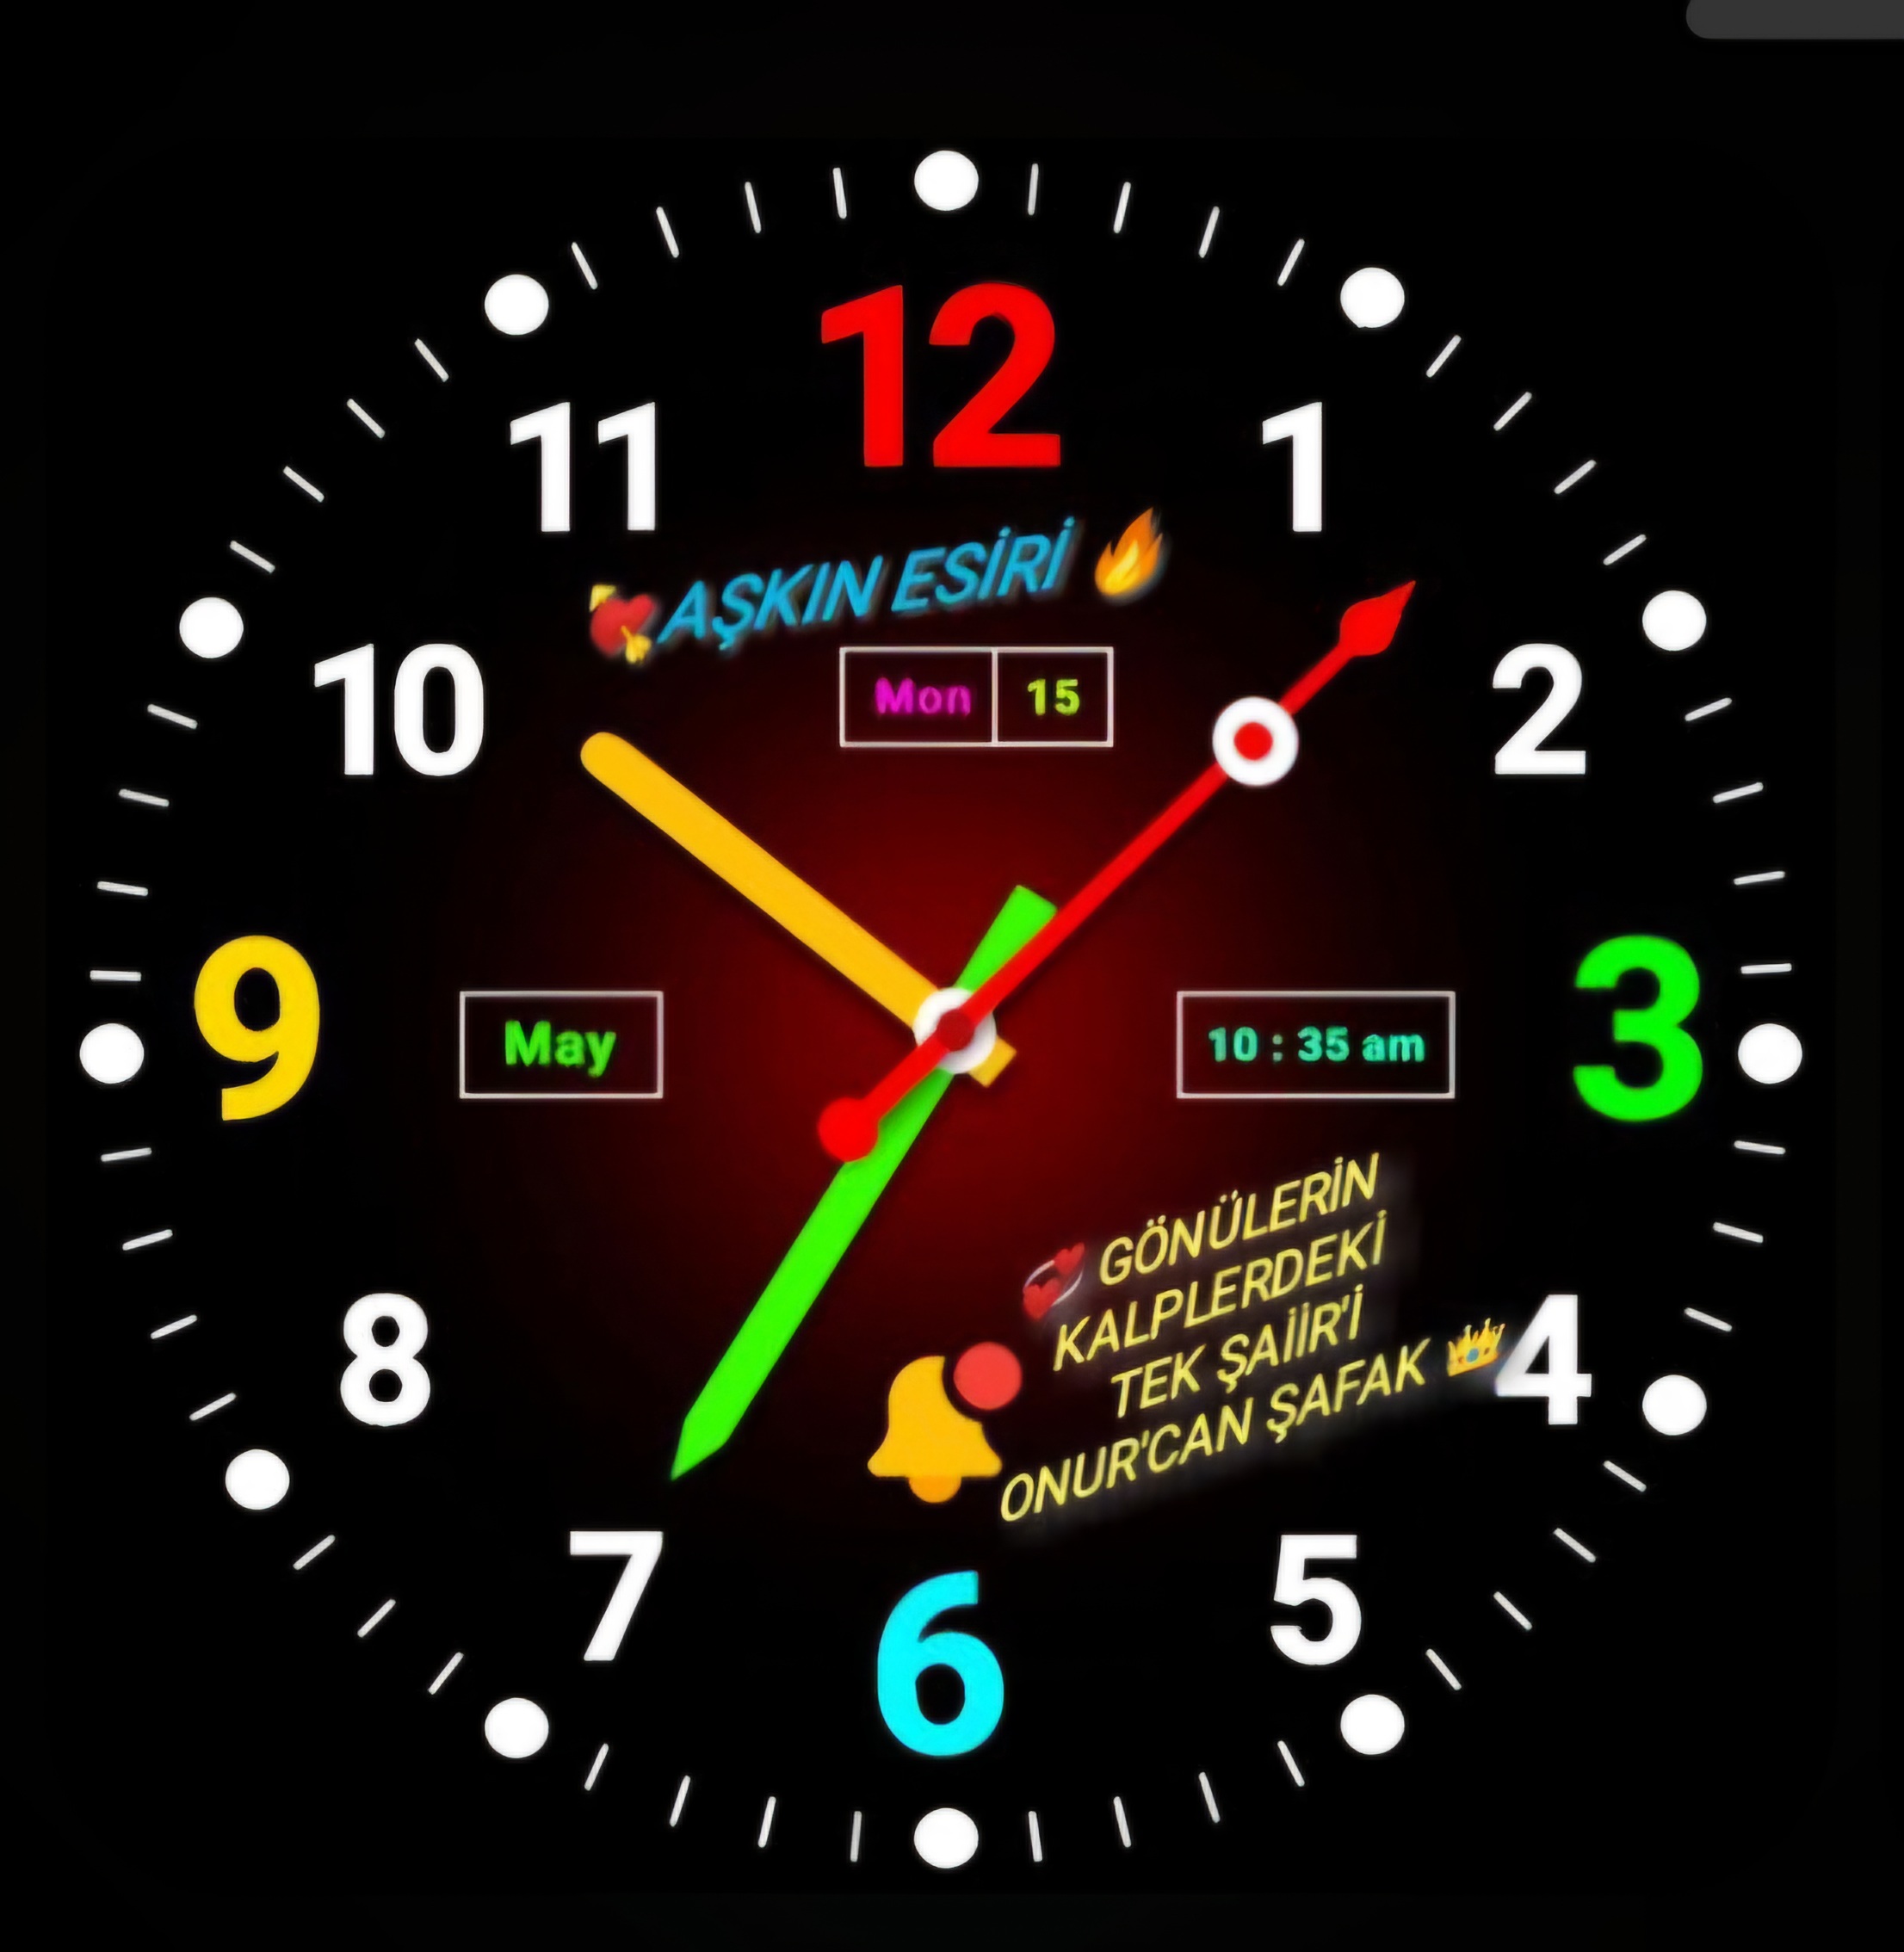 12
11
1
💘AŞKIN ESİRİ 🔥
10
Mon 15
2
9
May
10 : 35 am
3
💞 GÖNÜLERİN
KALPLERDEKİ
TEK ŞAİİR'İ
ONUR'CAN ŞAFAK 👑
8
4
7
5
6